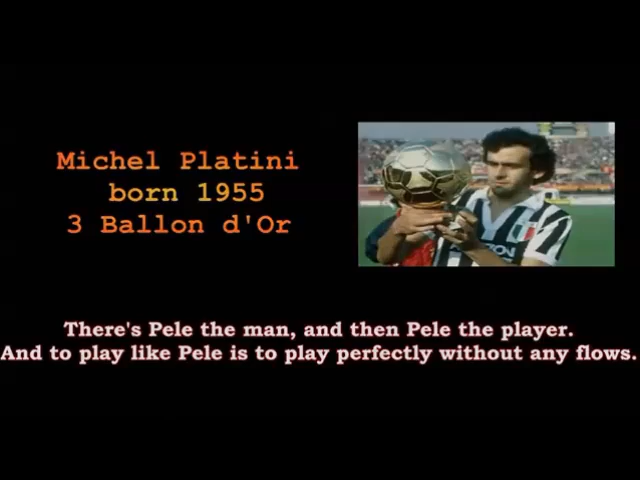 Michel Platini
born 1955
3 Ballon d'Or
There's Pele the man, and then Pele the player.
And to play like Pele is to play perfectly without any flows.